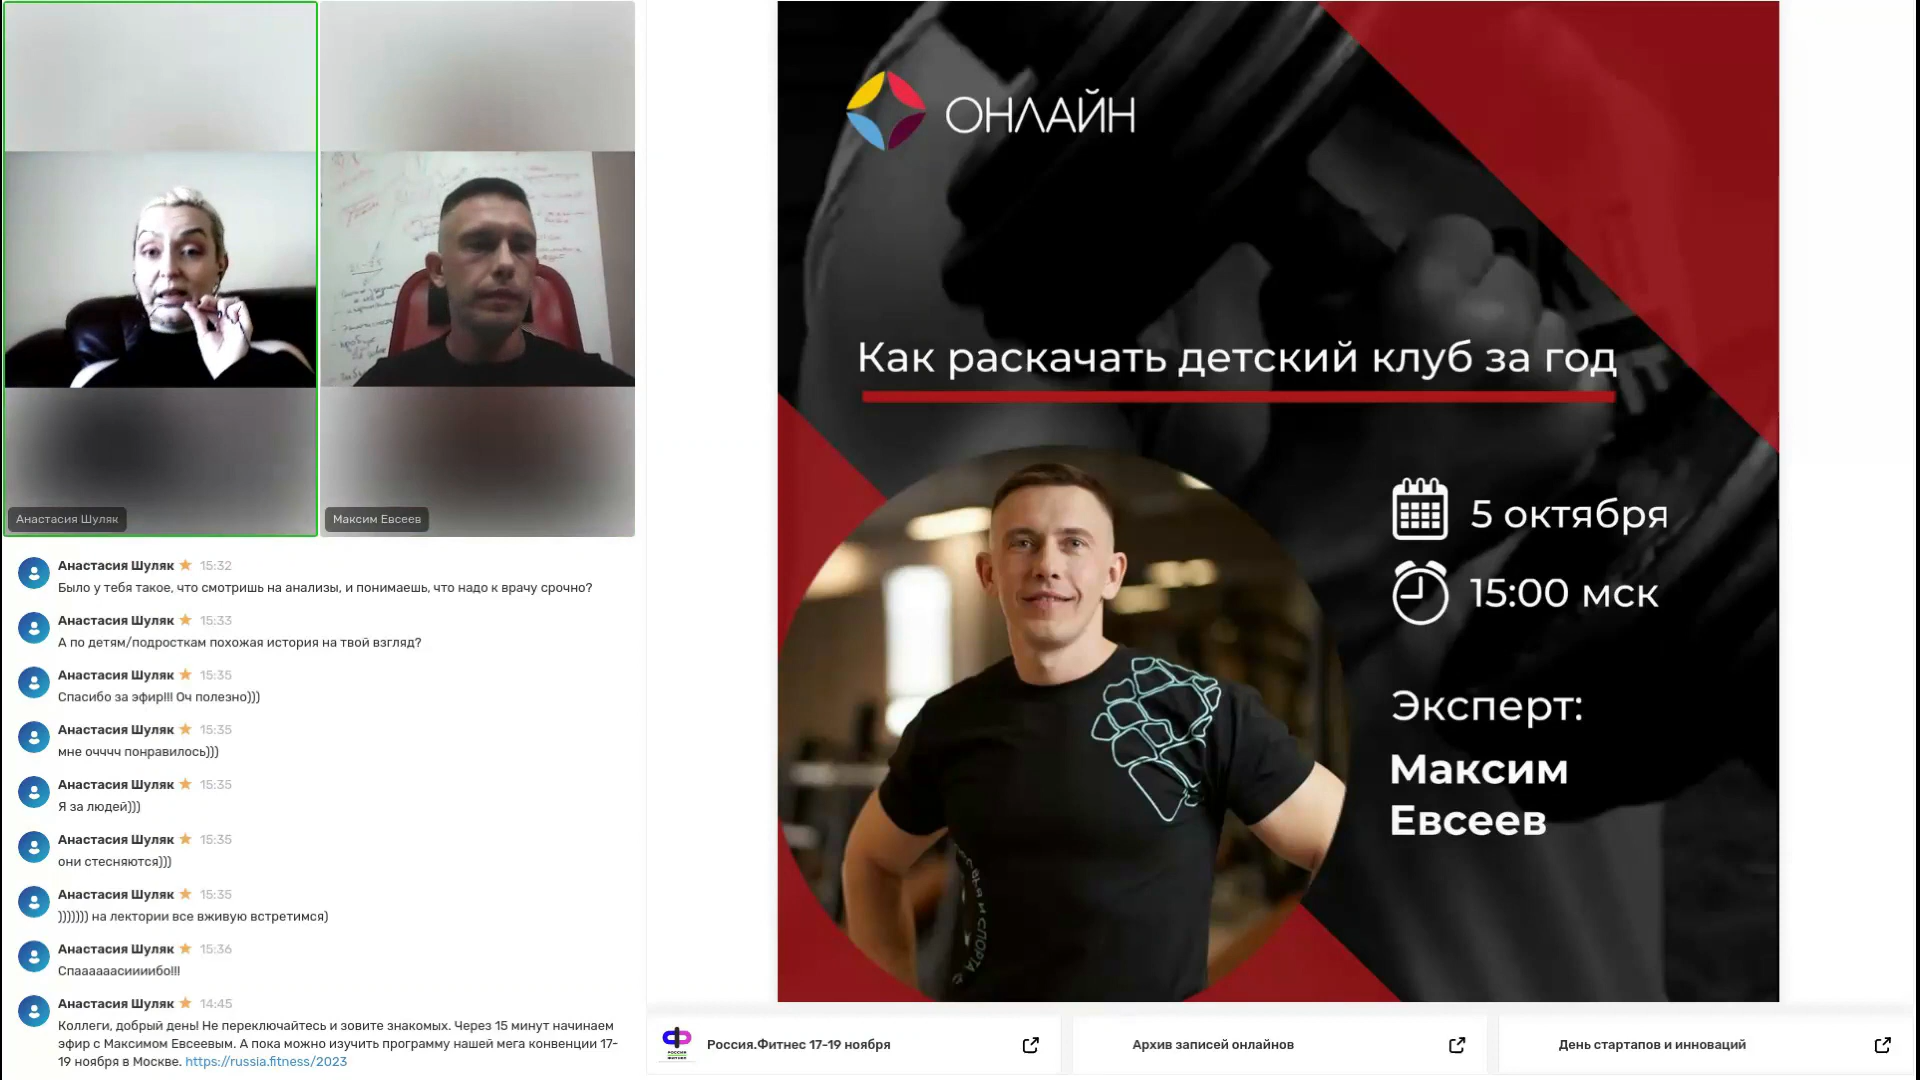 Анастасия Шуляк
Максим Евсеев
Анастасия Шуляк 15:32
Было у тебя такое, что смотришь на анализы, и понимаешь, что надо к врачу срочно?
Анастасия Шуляк 15:33
А по детям/подросткам похожая история на твой взгляд?
Анастасия Шуляк 15:35
Спасибо за эфир!!! Оч полезно)))
Анастасия Шуляк 15:35
мне очччч понравилось)))
Анастасия Шуляк 15:35
Я за людей)))
Анастасия Шуляк 15:35
они стесняются)))
Анастасия Шуляк 15:35
))))))) на лектории все вживую встретимся)
Анастасия Шуляк 15:36
Спаааааасииииибо!!!
Анастасия Шуляк 14:45
Коллеги, добрый день! Не переключайтесь и зовите знакомых. Через 15 минут начинаем
эфир с Максимом Евсеевым. А пока можно изучить программу нашей мега конвенции 17-
19 ноября в Москве. https://russia.fitness/2023
ОНЛАЙН
Как раскачать детский клуб за год
5 октября
15:00 мск
Эксперт:
Максим
Евсеев
И СПОРТА
РОССИЯ
ФИТНЕС
Россия.Фитнес 17-19 ноября
Архив записей онлайнов
День стартапов и инноваций